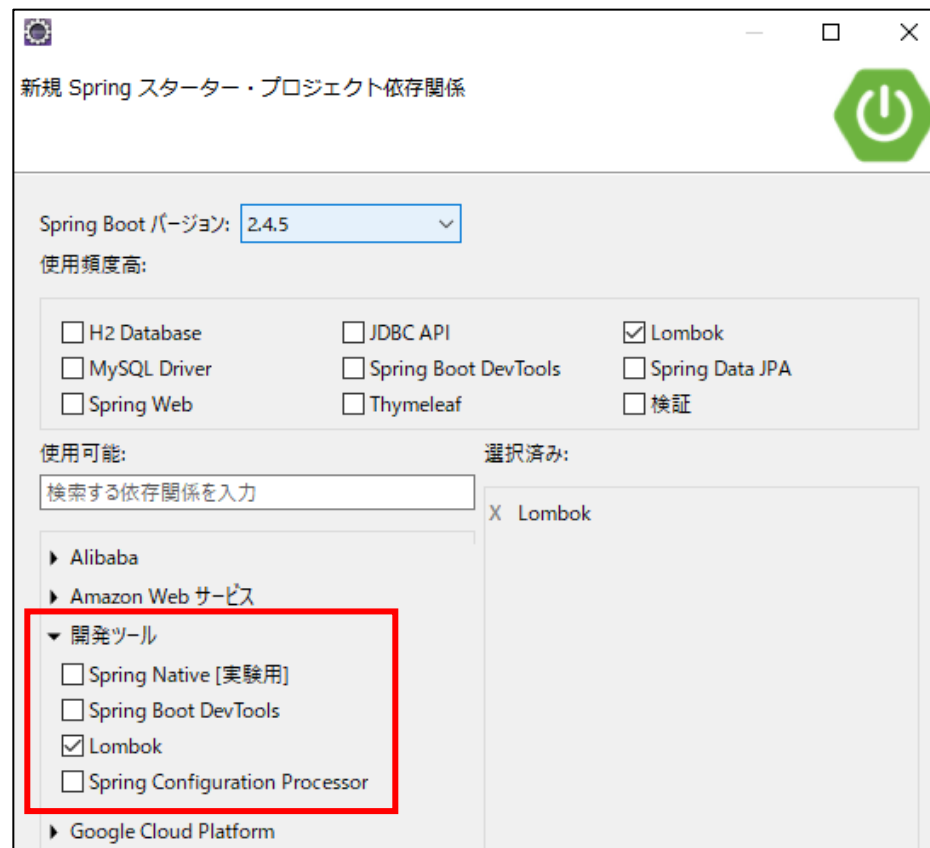 新規 Spring スターター・プロジェクト依存関係
Spring Boot バージョン: 2.4.5
使用頻度高:
H2 Database JDBC API Lombok
MySQL Driver Spring Boot DevTools Spring Data JPA
Spring Web Thymeleaf 検証
使用可能: 選択済み:
検索する依存関係を入力
X Lombok
Alibaba
Amazon Web サービス
開発ツール
Spring Native [実験用]
Spring Boot DevTools
Lombok
Spring Configuration Processor
Google Cloud Platform